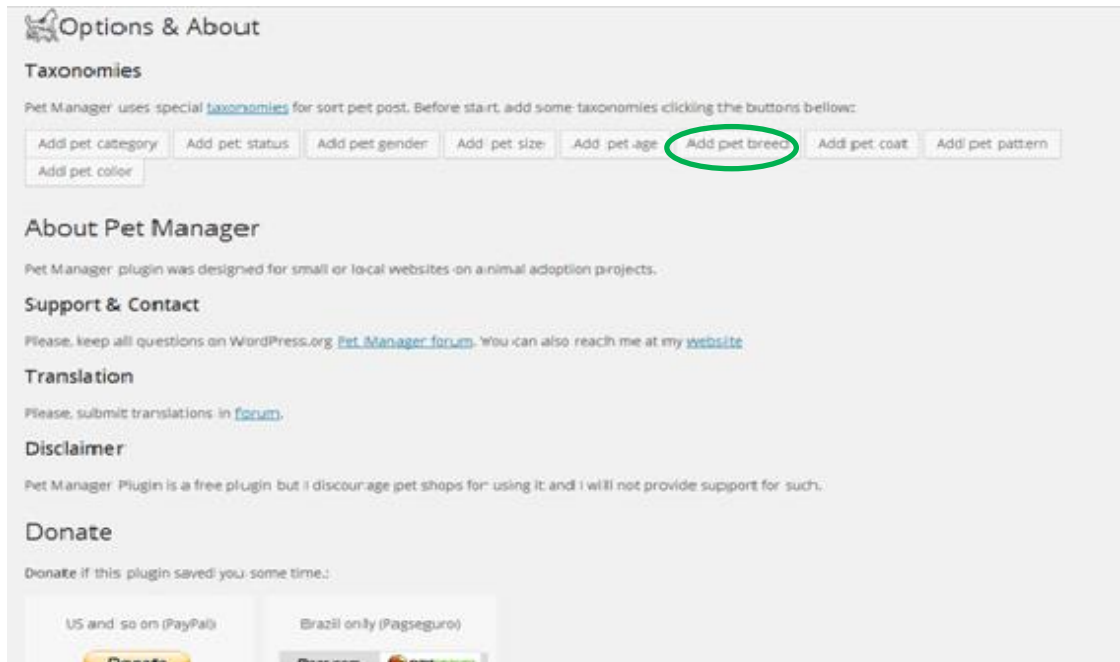 Options & About
Taxonomies
Pet Manager uses special taxonomies for sort pet post. Before start, add some taxonomies clicking the buttons bellow:
Add pet category Add pet status Add pet gender Add pet size Add pet age Add pet breed Add pet coat Add pet pattern
Add pet color
About Pet Manager
Pet Manager plugin was designed for small or local websites on animal adoption projects.
Support & Contact
Please, keep all questions on WordPress.org Pet Manager forum. You can also reach me at my website
Translation
Please, submit translations in forum.
Disclaimer
Pet Manager Plugin is a free plugin but I discourage pet shops for using it and I will not provide support for such.
Donate
Donate if this plugin saved you some time.:
US and so on (PayPal) Brazil only (Pagseguro)
Donate